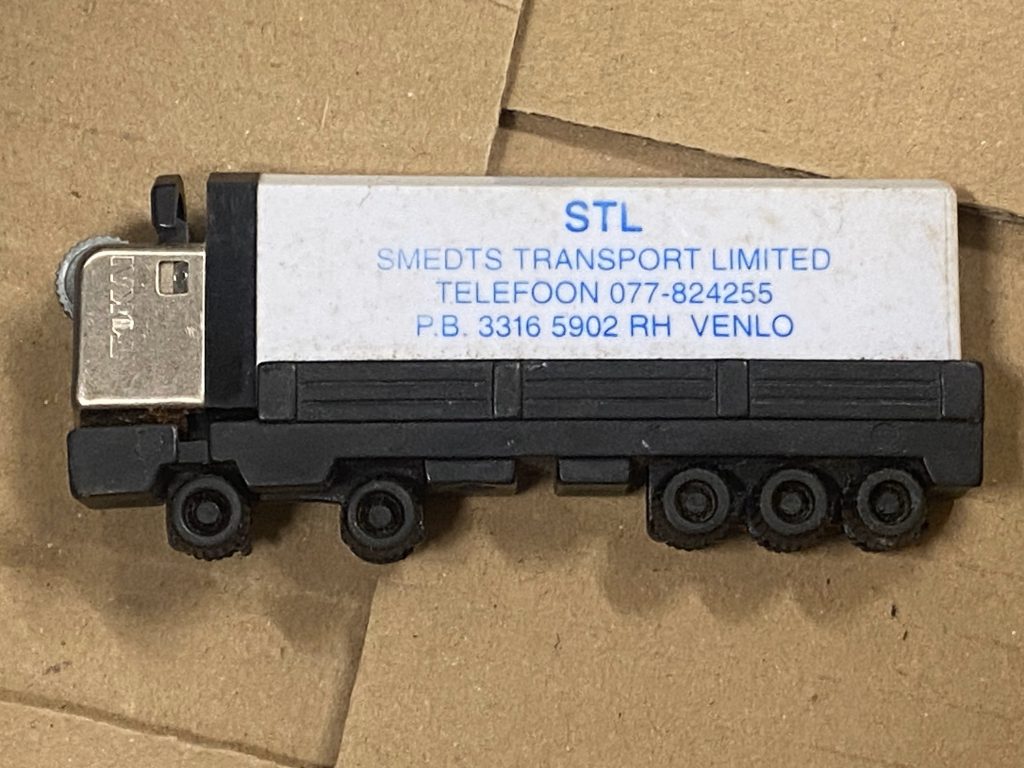 STL
SMEDTS TRANSPORT LIMITED
TELEFOON 077-824255
P.B. 3316 5902 RH VENLO